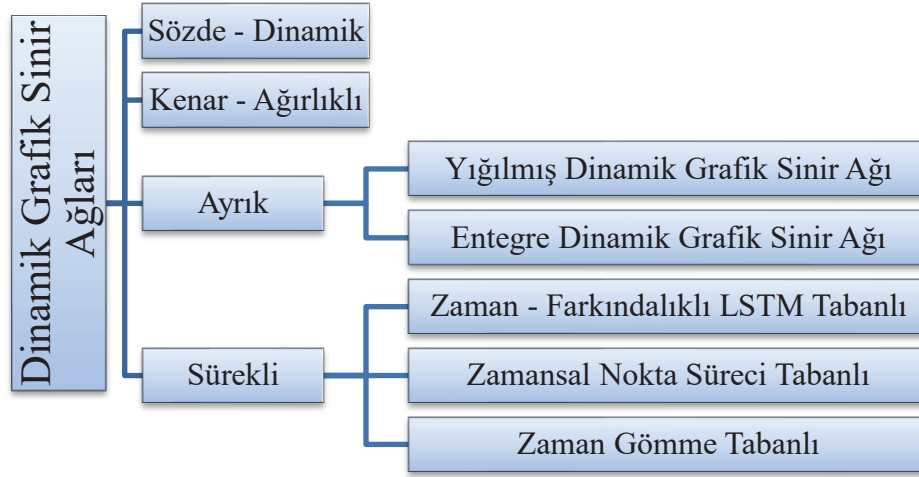 Dinamik Grafik Sinir
Ağları
Sözde - Dinamik
Kenar - Ağırlıklı
Ayrık
Yığılmış Dinamik Grafik Sinir Ağı
Entegre Dinamik Grafik Sinir Ağı
Sürekli
Zaman - Farkındalıklı LSTM Tabanlı
Zamansal Nokta Süreci Tabanlı
Zaman Gömme Tabanlı